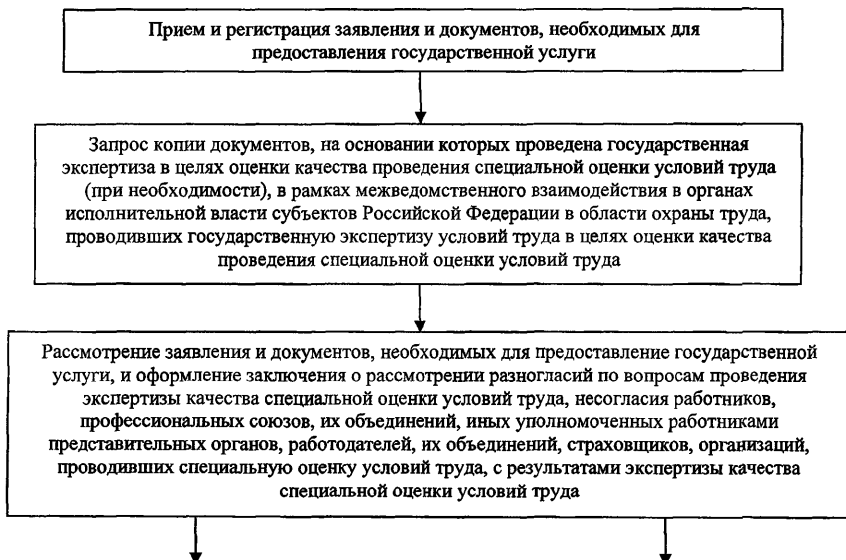 Прием и регистрация заявления и документов, необходимых для
предоставления государственной услуги
Запрос копии документов, на основании которых проведена государственная
экспертиза в целях оценки качества проведения специальной оценки условий труда
(при необходимости), в рамках межведомственного взаимодействия в органах
исполнительной власти субъектов Российской Федерации в области охраны труда,
проводивших государственную экспертизу условий труда в целях оценки качества
проведения специальной оценки условий труда
Рассмотрение заявления и документов, необходимых для предоставление государственной
услуги, и оформление заключения о рассмотрении разногласий по вопросам проведения
экспертизы качества специальной оценки условий труда, несогласия работников,
профессиональных союзов, их объединений, иных уполномоченных работниками
представительных органов, работодателей, их объединений, страховщиков, организаций,
проводивших специальную оценку условий труда, с результатами экспертизы качества
специальной оценки условий труда